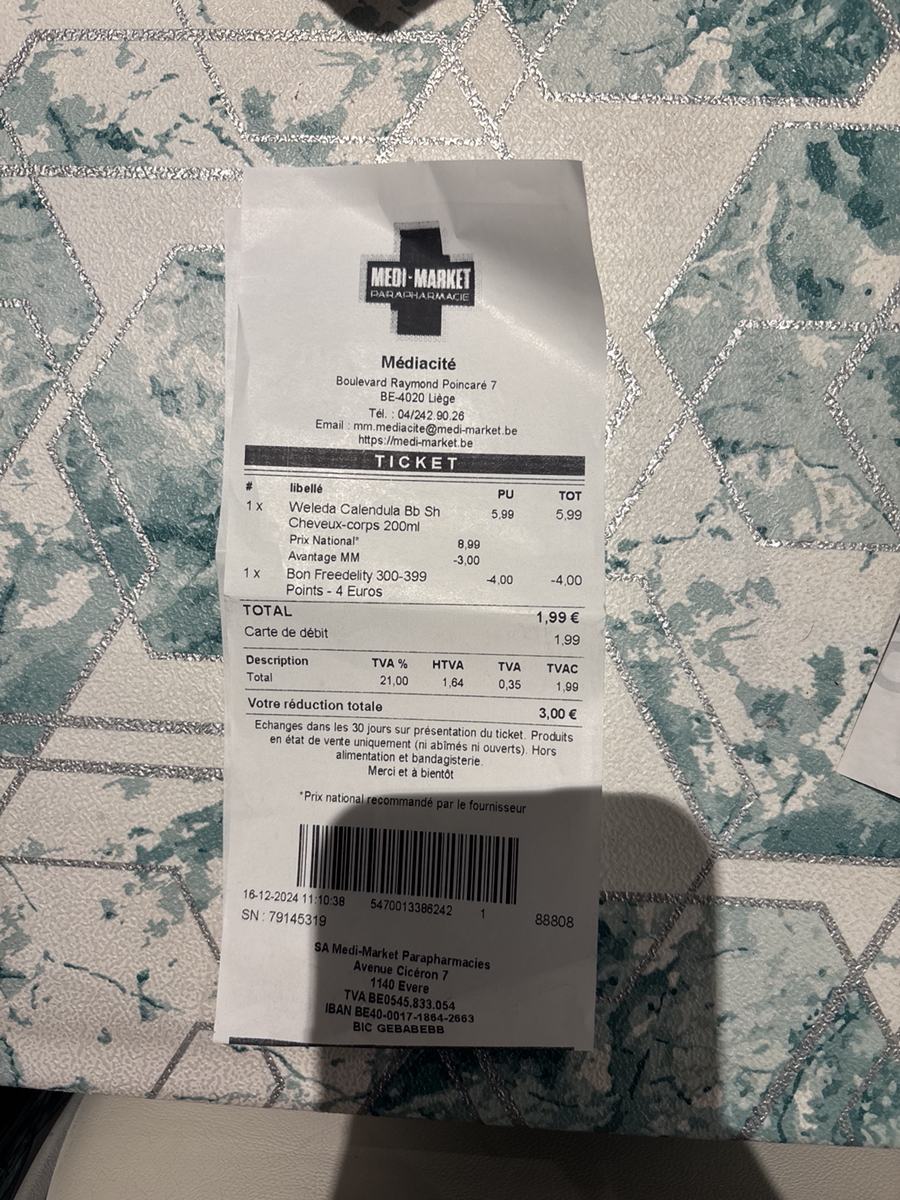 MEDI-MARKET
PARAPHARMACIE
Médiacité
Boulevard Raymond Poincaré 7
BE-4020 Liège
Tél. : 04/242.90.26
Email : mm.mediacite@medi-market.be
https://medi-market.be
TICKET
# libellé PU TOT
1 x Weleda Calendula Bb Sh 5,99 5,99
Cheveux-corps 200ml
Prix National* 8,99
Avantage MM -3,00
1 x Bon Freedelity 300-399 -4,00 -4,00
Points - 4 Euros
TOTAL 1,99 €
Carte de débit 1,99
Description TVA % HTVA TVA TVAC
Total 21,00 1,64 0,35 1,99
Votre réduction totale 3,00 €
Echanges dans les 30 jours sur présentation du ticket. Produits
en état de vente uniquement (ni abîmés ni ouverts). Hors
alimentation et bandagisterie.
Merci et à bientôt
*Prix national recommandé par le fournisseur
16-12-2024 11:10:38 5470013386242 1 88808
SN : 79145319
SA Medi-Market Parapharmacies
Avenue Cicéron 7
1140 Evere
TVA BE0545.833.054
IBAN BE40-0017-1864-2663
BIC GEBABEBB